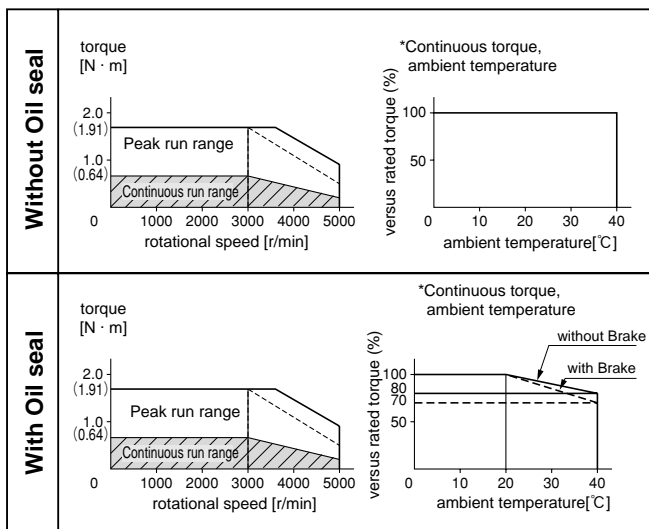 Without Oil seal
torque
[N · m]
2.0
(1.91)
1.0
(0.64)
0
Peak run range
Continuous run range
1000 2000 3000 4000 5000
rotational speed [r/min]
*Continuous torque,
ambient temperature
versus rated torque (%)
100
50
0
10 20 30 40
ambient temperature[℃]
With Oil seal
torque
[N · m]
2.0
(1.91)
1.0
(0.64)
0
Peak run range
Continuous run range
1000 2000 3000 4000 5000
rotational speed [r/min]
*Continuous torque,
ambient temperature
without Brake
with Brake
versus rated torque (%)
100
80
70
50
0
10 20 30 40
ambient temperature[℃]